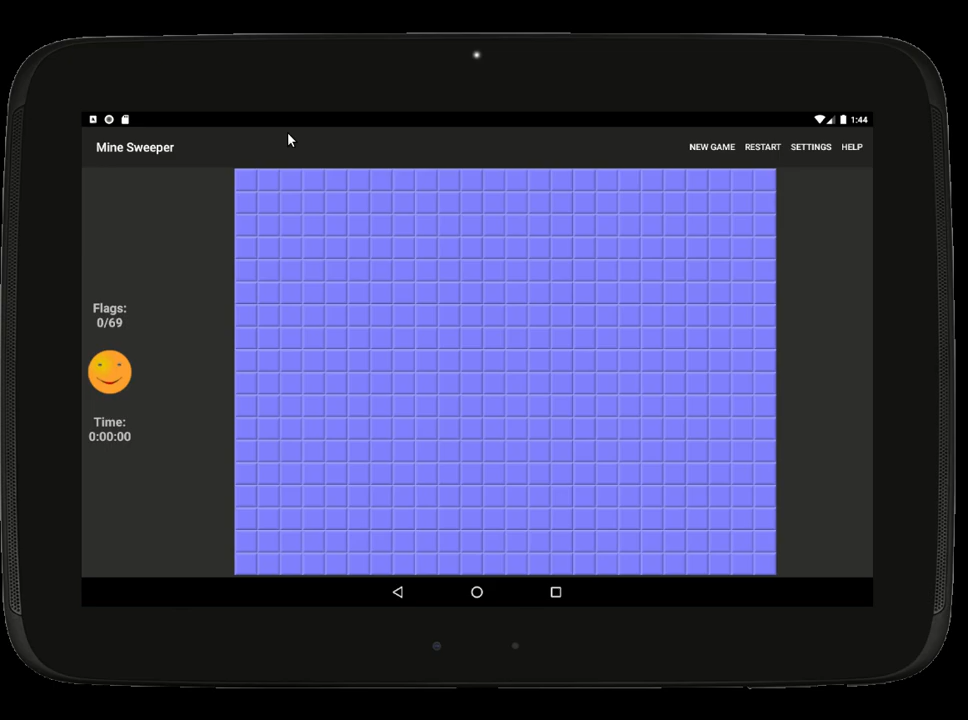 1:44
Mine Sweeper
NEW GAME RESTART SETTINGS HELP
Flags:
0/69
Time:
0:00:00